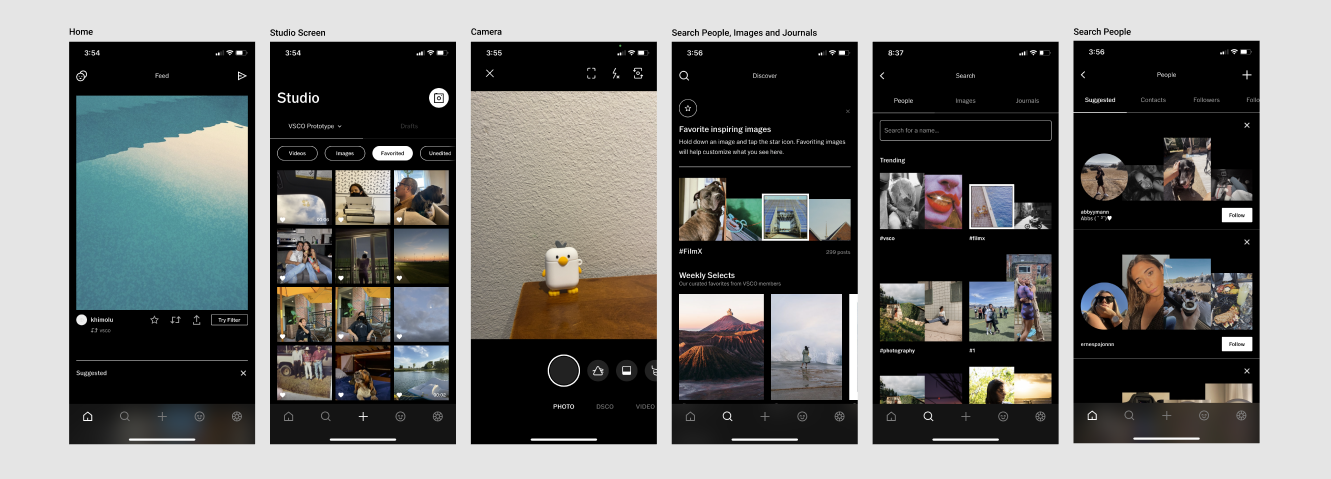 Home
3:54
Feed
khimolu
vsco
Try Filter
Suggested
Studio Screen
3:54
Studio
VSCO Prototype
Drafts
Videos
Images
Favorited
Unedited
00:02
Camera
3:55
PHOTO
DSCO
VIDEO
Search People, Images and Journals
3:56
Discover
Favorite inspiring images
Hold down an image and tap the star icon. Favoriting images
will help customize what you see here.
#FilmX
299 posts
Weekly Selects
Our curated favorites from VSCO members
8:37
Search
People
Images
Journals
Search for a name...
Trending
#vsco
#filmx
#photography
#1
Search People
3:56
People
Suggested
Contacts
Followers
Follo
abbyjmann
Follow
ernespajonnn
Follow